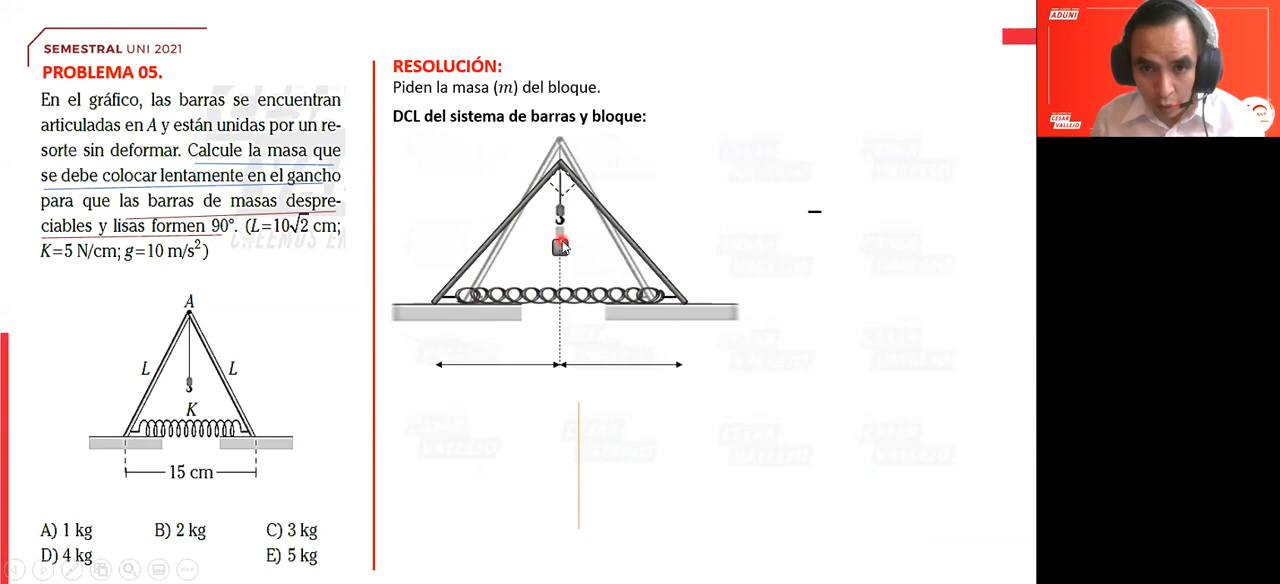 SEMESTRAL UNI 2021
PROBLEMA 05.
En el gráfico, las barras se encuentran
articuladas en A y están unidas por un re-
sorte sin deformar. Calcule la masa que
se debe colocar lentamente en el gancho
para que las barras de masas despre-
ciables y lisas formen 90°. (L=10√2 cm;
K=5 N/cm; g=10 m/s²)
A
L
L
K
15 cm
A) 1 kg
B) 2 kg
C) 3 kg
D) 4 kg
E) 5 kg
RESOLUCIÓN:
Piden la masa (m) del bloque.
DCL del sistema de barras y bloque:
ADUNI
CÉSAR
VALLEJO